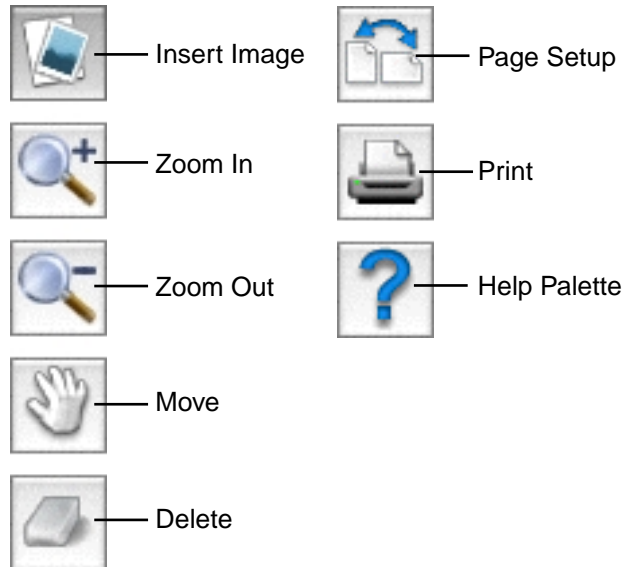 Insert Image
Zoom In
Zoom Out
Move
Delete
Page Setup
Print
Help Palette